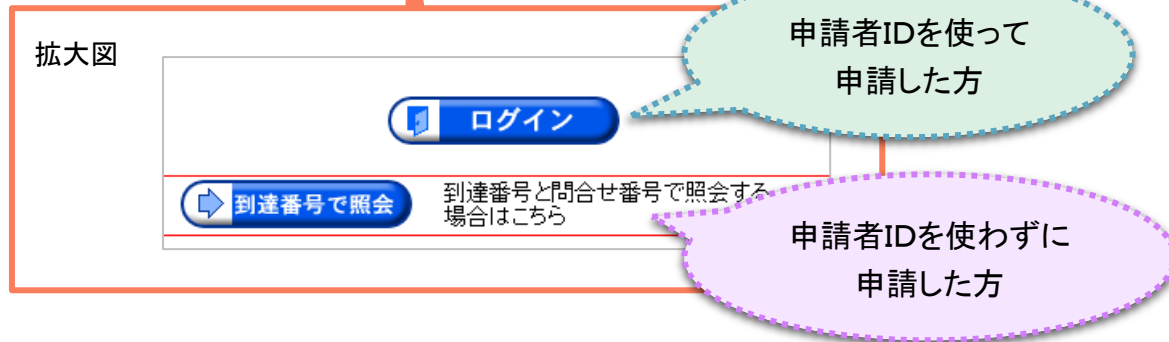 拡大図
申請者IDを使って
申請した方
ログイン
到達番号で照会
到達番号と問合せ番号で照会する
場合はこちら
申請者IDを使わずに
申請した方